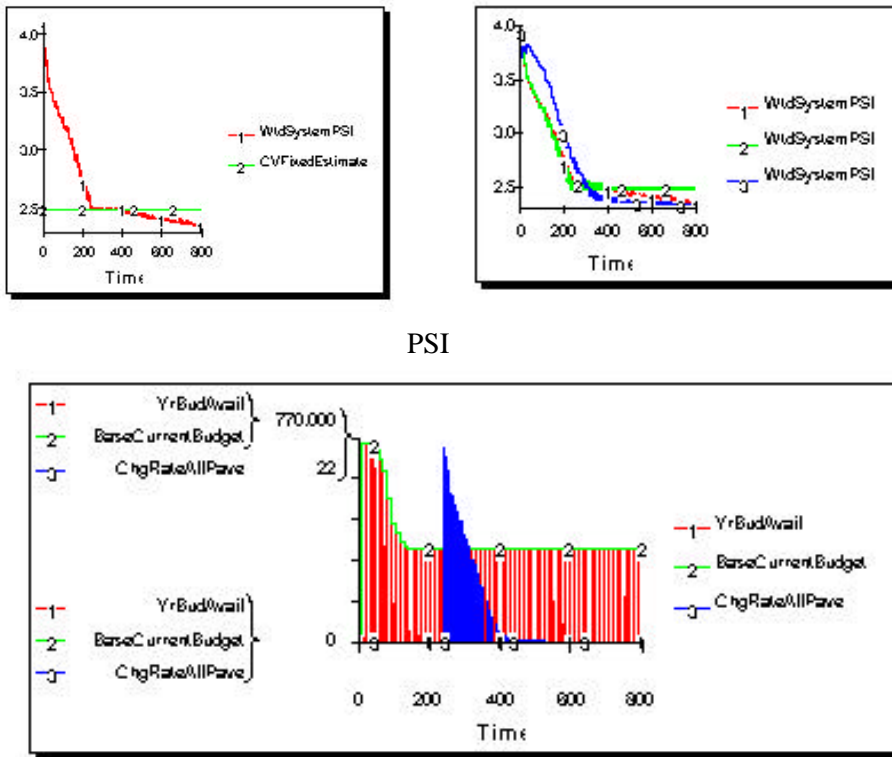 4.0
3.5
3.0
2.5
0 200 400 600 800
Time
1 WtdSystemPSI
2 CVFixedEstimate
4.0
3.5
3.0
2.5
0 200 400 600 800
Time
1 WtdSystemPSI
2 WtdSystemPSI
3 WtdSystemPSI
PSI
1 YrBudAvail
2 BaseCurrentBudget
3 ChgRateAllPave
770.000
22
0
1 YrBudAvail
2 BaseCurrentBudget
3 ChgRateAllPave
0 200 400 600 800
Time
1 YrBudAvail
2 BaseCurrentBudget
3 ChgRateAllPave